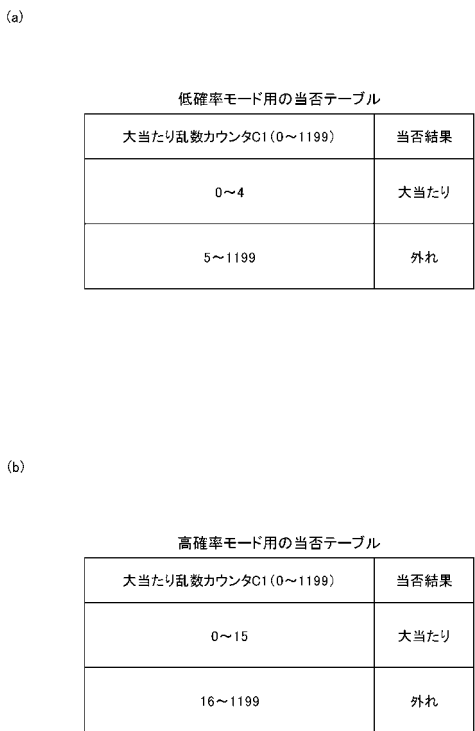 (a)
低確率モード用の当否テーブル
大当たり乱数カウンタC1(0～1199) 当否結果
0～4 大当たり
5～1199 外れ
(b)
高確率モード用の当否テーブル
大当たり乱数カウンタC1(0～1199) 当否結果
0～15 大当たり
16～1199 外れ